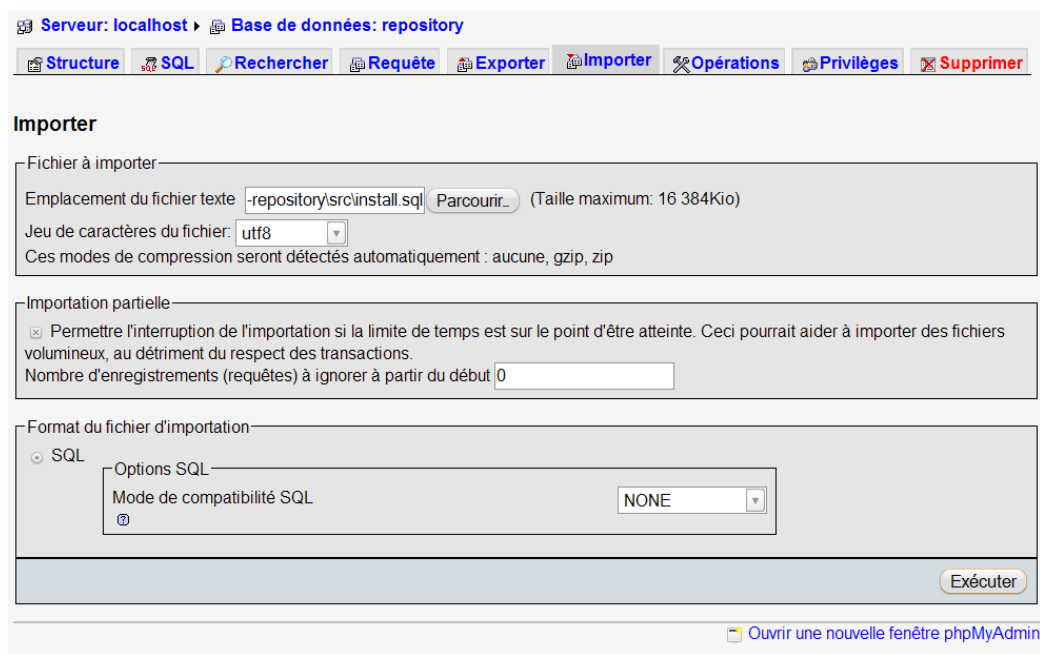 Serveur: localhost ▸ Base de données: repository
Structure SQL Rechercher Requête Exporter Importer Opérations Privilèges Supprimer
Importer
Fichier à importer
Emplacement du fichier texte -repository\src\install.sql Parcourir_ (Taille maximum: 16 384Kio)
Jeu de caractères du fichier: utf8
Ces modes de compression seront détectés automatiquement : aucune, gzip, zip
Importation partielle
Permettre l'interruption de l'importation si la limite de temps est sur le point d'être atteinte. Ceci pourrait aider à importer des fichiers
volumineux, au détriment du respect des transactions.
Nombre d'enregistrements (requêtes) à ignorer à partir du début 0
Format du fichier d'importation
SQL
Options SQL
Mode de compatibilité SQL NONE
Exécuter
Ouvrir une nouvelle fenêtre phpMyAdmin